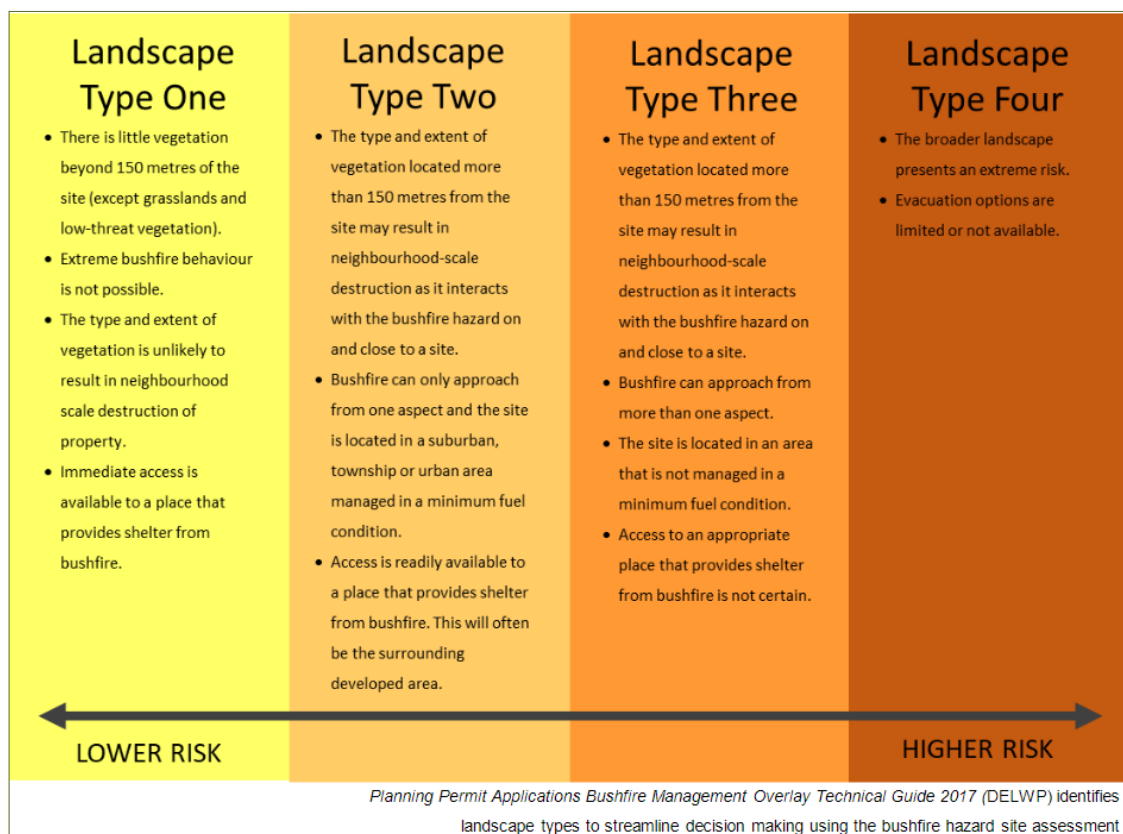 Landscape
Type One
• There is little vegetation
beyond 150 metres of the
site (except grasslands and
low-threat vegetation).
• Extreme bushfire behaviour
is not possible.
• The type and extent of
vegetation is unlikely to
result in neighbourhood
scale destruction of
property.
• Immediate access is
available to a place that
provides shelter from
bushfire.
Landscape
Type Two
• The type and extent of
vegetation located more
than 150 metres from the
site may result in
neighbourhood-scale
destruction as it interacts
with the bushfire hazard on
and close to a site.
• Bushfire can only approach
from one aspect and the site
is located in a suburban,
township or urban area
managed in a minimum fuel
condition.
• Access is readily available to
a place that provides shelter
from bushfire. This will often
be the surrounding
developed area.
Landscape
Type Three
• The type and extent of
vegetation located more
than 150 metres from the
site may result in
neighbourhood-scale
destruction as it interacts
with the bushfire hazard on
and close to a site.
• Bushfire can approach from
more than one aspect.
• The site is located in an area
that is not managed in a
minimum fuel condition.
• Access to an appropriate
place that provides shelter
from bushfire is not certain.
Landscape
Type Four
• The broader landscape
presents an extreme risk.
• Evacuation options are
limited or not available.
LOWER RISK
HIGHER RISK
Planning Permit Applications Bushfire Management Overlay Technical Guide 2017 (DELWP) identifies
landscape types to streamline decision making using the bushfire hazard site assessment